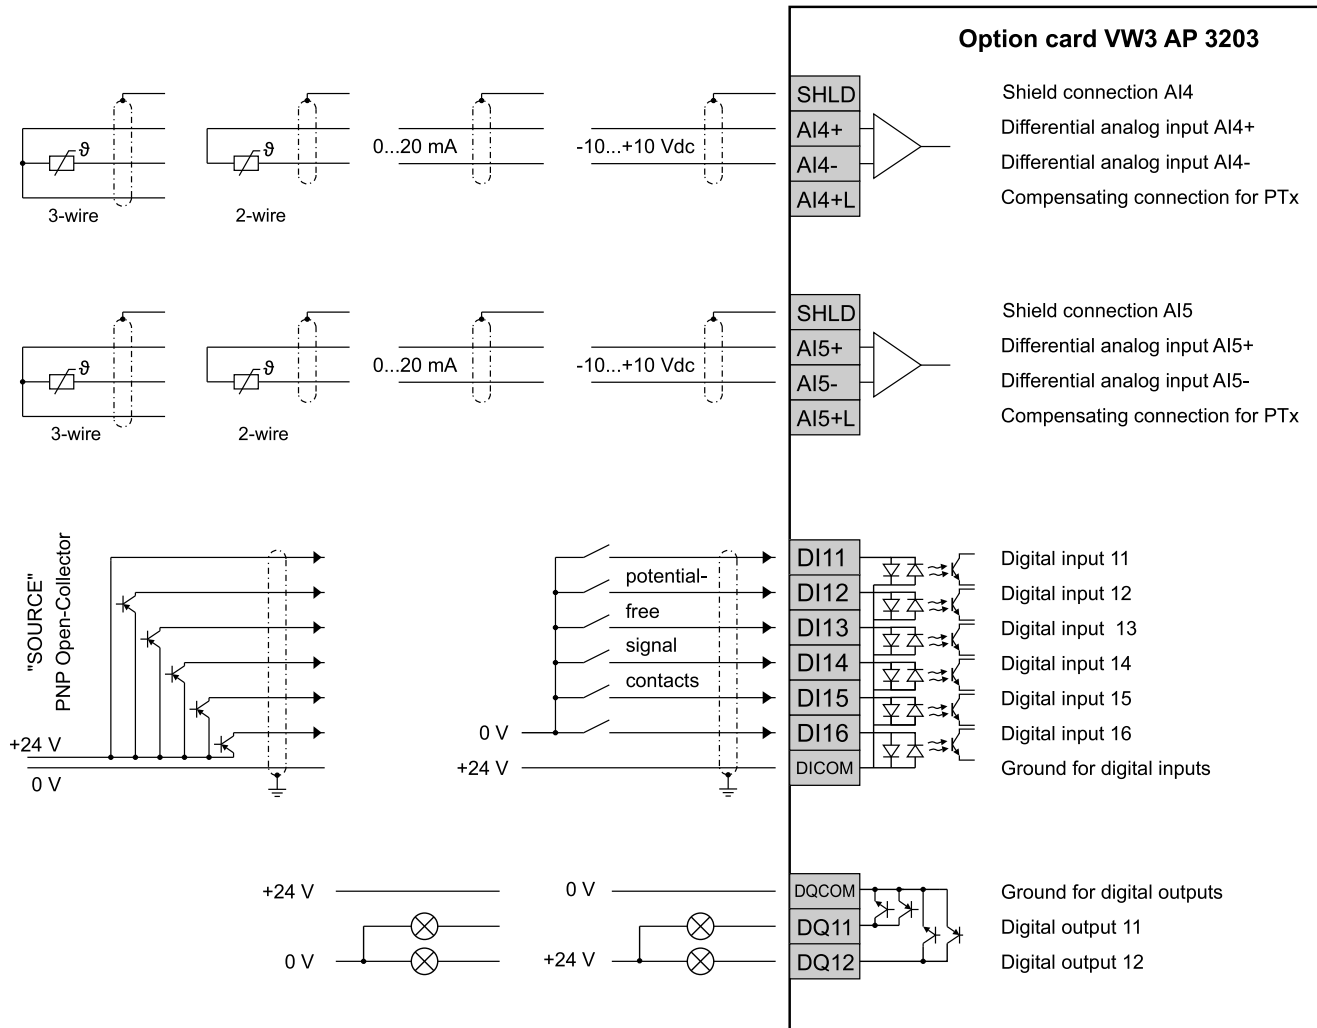 Option card VW3 AP 3203
SHLD
Shield connection AI4
0...20 mA
-10...+10 Vdc
AI4+
Differential analog input AI4+
ϑ
ϑ
AI4-
Differential analog input AI4-
AI4+L
Compensating connection for PTx
3-wire
2-wire
SHLD
Shield connection AI5
0...20 mA
-10...+10 Vdc
AI5+
Differential analog input AI5+
ϑ
ϑ
AI5-
Differential analog input AI5-
AI5+L
Compensating connection for PTx
3-wire
2-wire
"SOURCE"
PNP Open-Collector
+24 V
0 V
potential-
free
signal
contacts
0 V
+24 V
DI11
Digital input 11
DI12
Digital input 12
DI13
Digital input 13
DI14
Digital input 14
DI15
Digital input 15
DI16
Digital input 16
DICOM
Ground for digital inputs
+24 V
0 V
DQCOM
Ground for digital outputs
DQ11
Digital output 11
0 V
+24 V
DQ12
Digital output 12